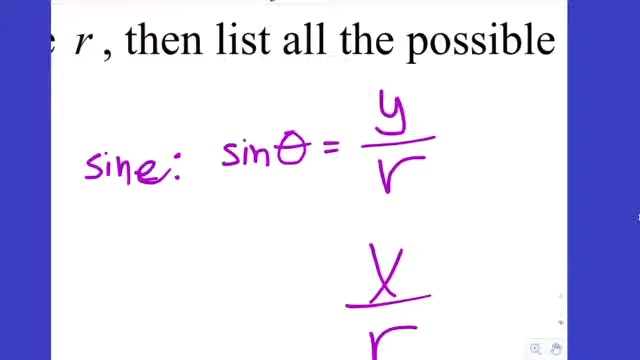 r, then list all the possible
sine: sinθ = y/r
x/r